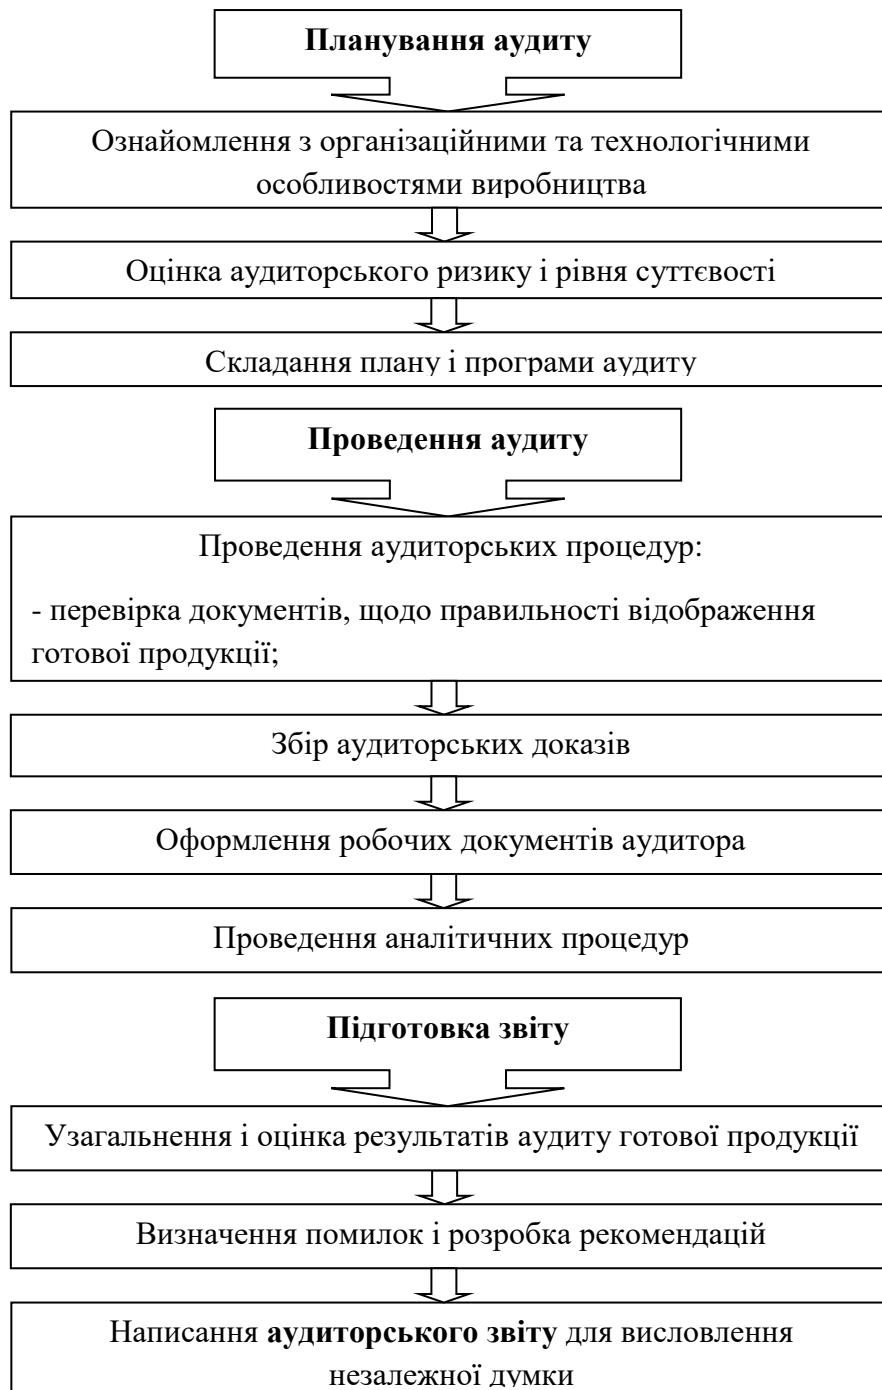 Планування аудиту
Ознайомлення з організаційними та технологічними
особливостями виробництва
Оцінка аудиторського ризику і рівня суттєвості
Складання плану і програми аудиту
Проведення аудиту
Проведення аудиторських процедур:
- перевірка документів, щодо правильності відображення
готової продукції;
Збір аудиторських доказів
Оформлення робочих документів аудитора
Проведення аналітичних процедур
Підготовка звіту
Узагальнення і оцінка результатів аудиту готової продукції
Визначення помилок і розробка рекомендацій
Написання аудиторського звіту для висловлення
незалежної думки